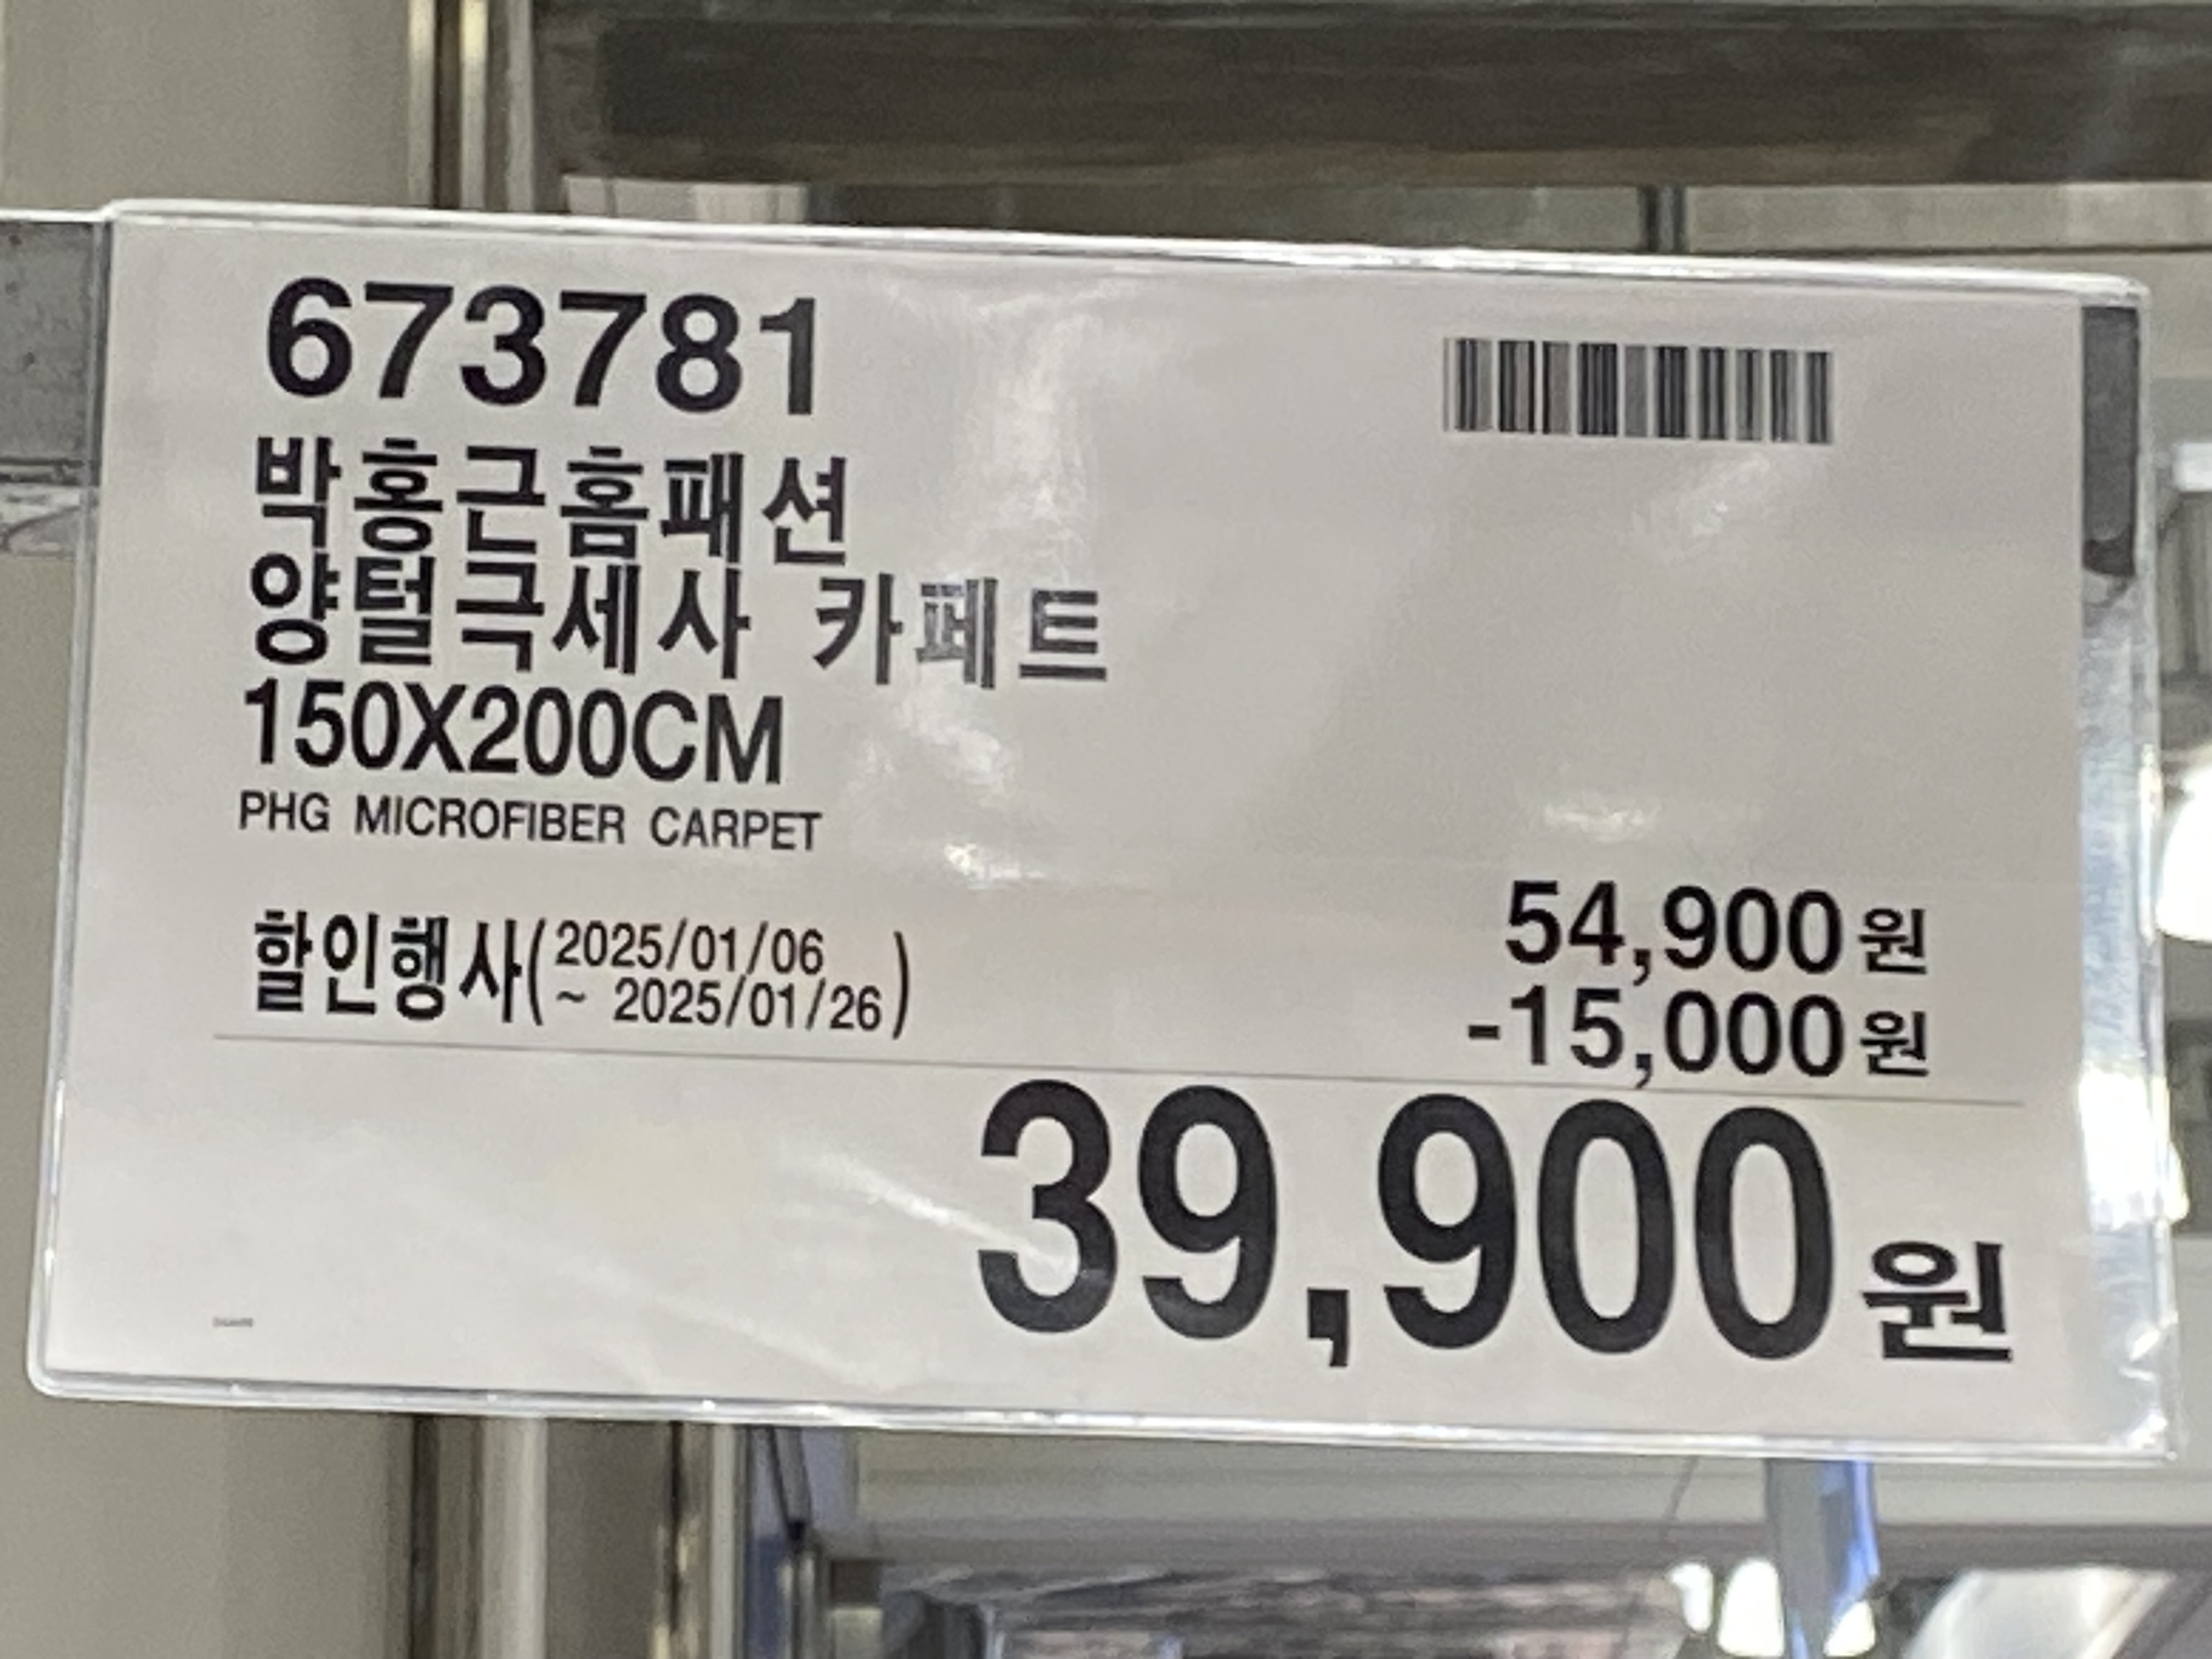 673781
박홍근홈패션
양털극세사 카페트
150X200CM
PHG MICROFIBER CARPET
54,900원
할인행사(2025/01/06
~ 2025/01/26)
-15,000원
39,900원